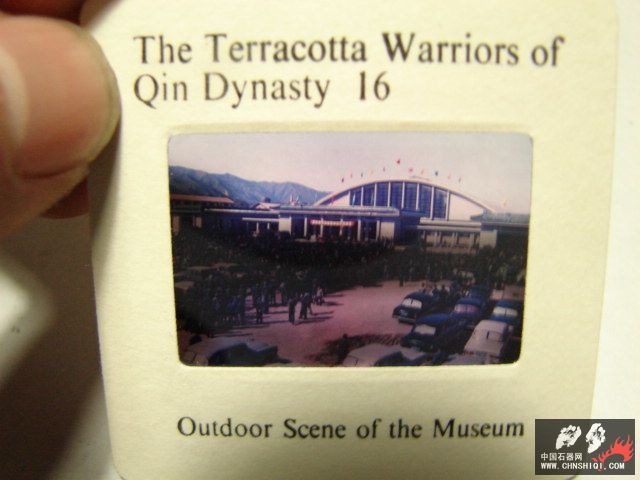 The Terracotta Warriors of
Qin Dynasty 16
Outdoor Scene of the Museum
中国石器网
WWW.CHNSHIQI.COM